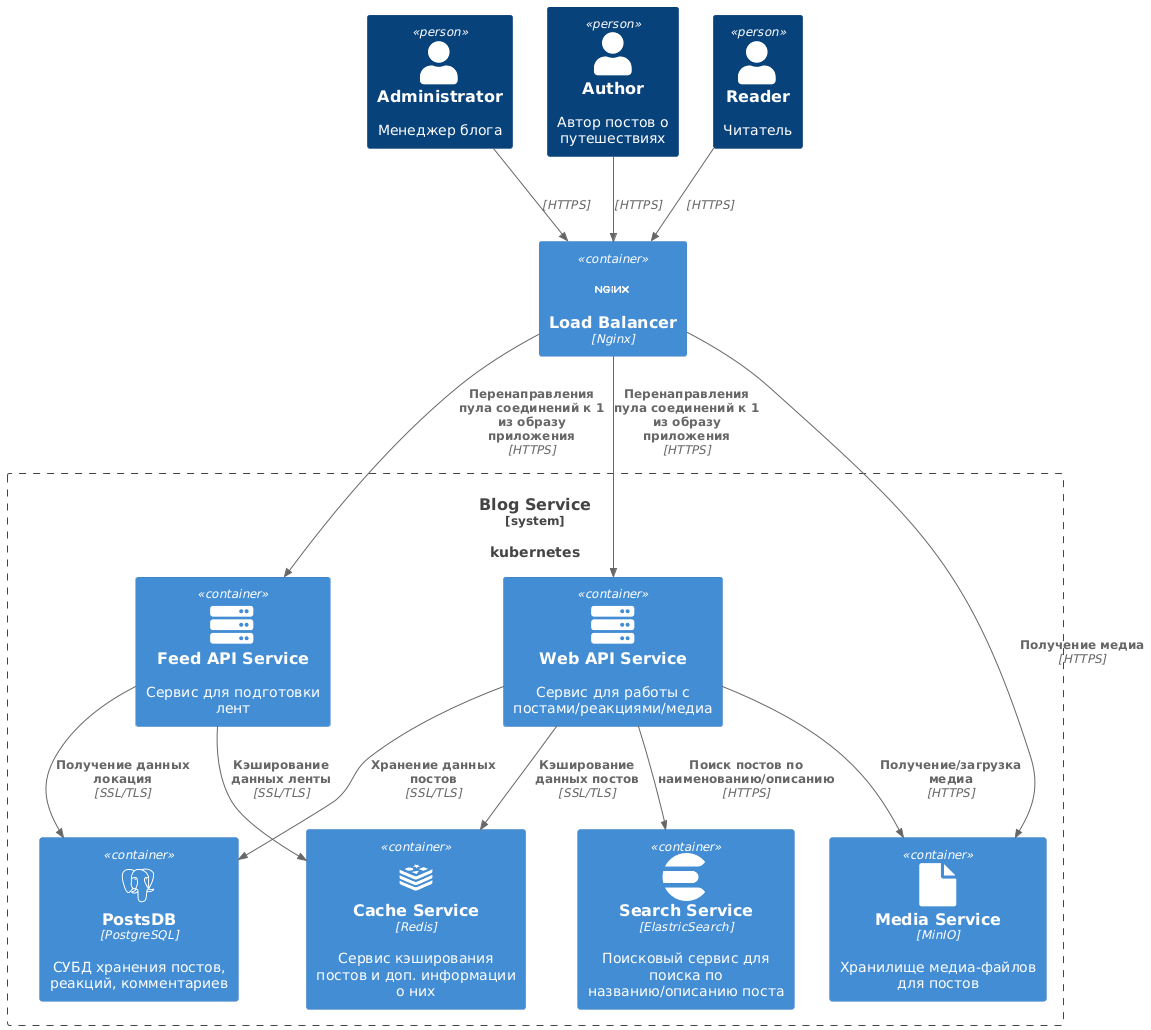 «person»
Administrator
Менеджер блога
«person»
Author
Автор постов о
путешествиях
«person»
Reader
Читатель
[HTTPS]
[HTTPS]
[HTTPS]
«container»
NGINX
Load Balancer
[Nginx]
Перенаправления
пула соединений к 1
из образу
приложения
[HTTPS]
Перенаправления
пула соединений к 1
из образу
приложения
[HTTPS]
Получение медиа
[HTTPS]
Blog Service
[system]
kubernetes
«container»
Feed API Service
Сервис для подготовки
лент
«container»
Web API Service
Сервис для работы с
постами/реакциями/медиа
Получение данных
локация
[SSL/TLS]
Кэширование
данных ленты
[SSL/TLS]
Хранение данных
постов
[SSL/TLS]
Кэширование
данных постов
[SSL/TLS]
Поиск постов по
наименованию/описанию
[HTTPS]
Получение/загрузка
медиа
[HTTPS]
«container»
PostsDB
[PostgreSQL]
СУБД хранения постов,
реакций, комментариев
«container»
Cache Service
[Redis]
Сервис кэширования
постов и доп. информации
о них
«container»
Search Service
[ElastricSearch]
Поисковый сервис для
поиска по
названию/описанию поста
«container»
Media Service
[MinIO]
Хранилище медиа-файлов
для постов